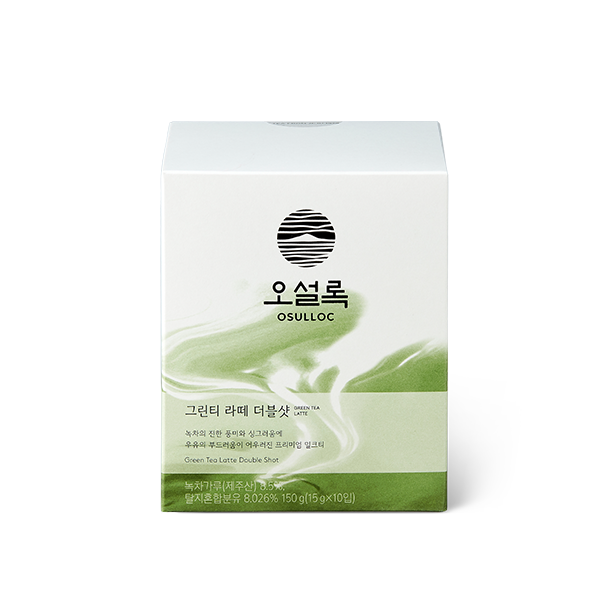 오설록
OSULLOC
그린티 라떼 더블샷 GREEN TEA
LATTE
녹차의 진한 풍미와 싱그러움에
우유의 부드러움이 어우러진 프리미엄 밀크티
Green Tea Latte Double Shot
녹차가루(제주산) 8.5%,
탈지혼합분유 8.026% 150 g(15 g×10입)